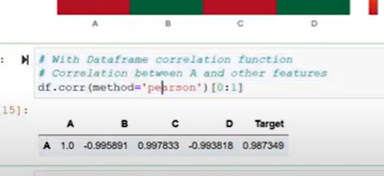 A B C D
: # With Dataframe correlation function
# Correlation between A and other features
df.corr(method='pearson')[0:1]
15]:
A B C D Target
A 1.0 -0.995891 0.997833 -0.993818 0.987349